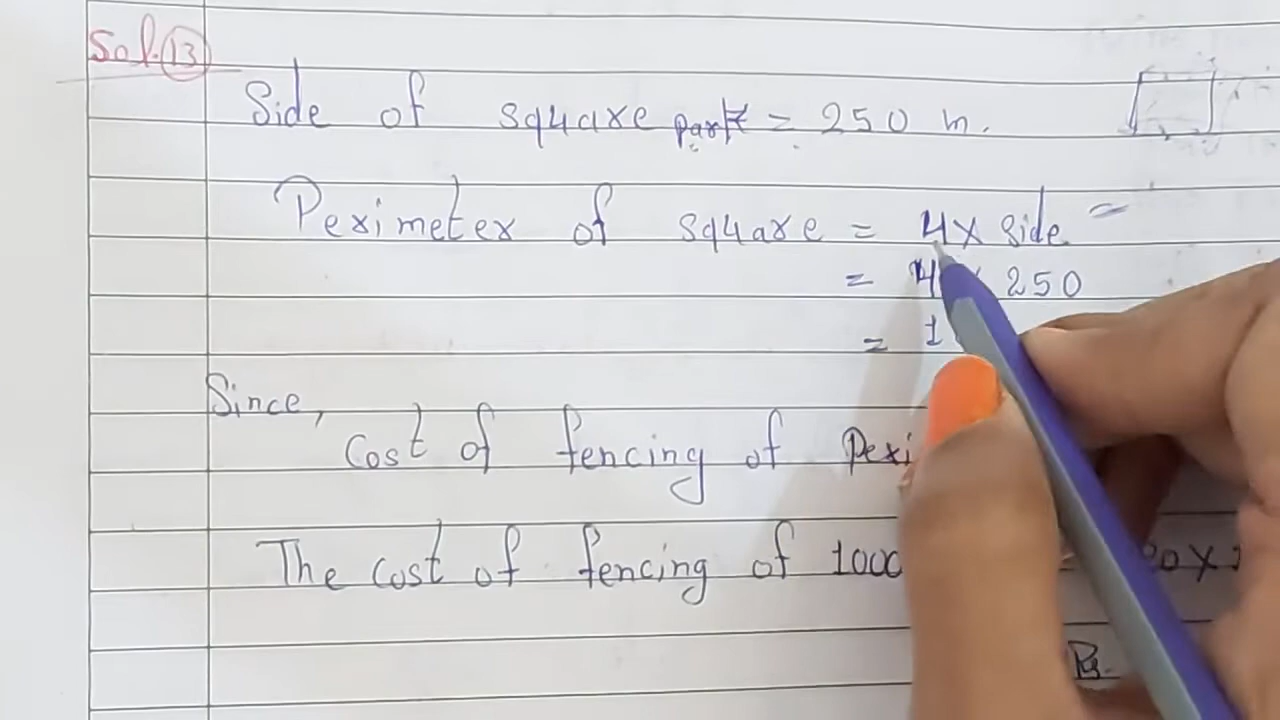 Sol. 13
Side of square park = 250 m.
Perimeter of square = 4 x side =
= 4 250
= 1
Since,
Cost of fencing of Peri
The cost of fencing of 1000
Rs.